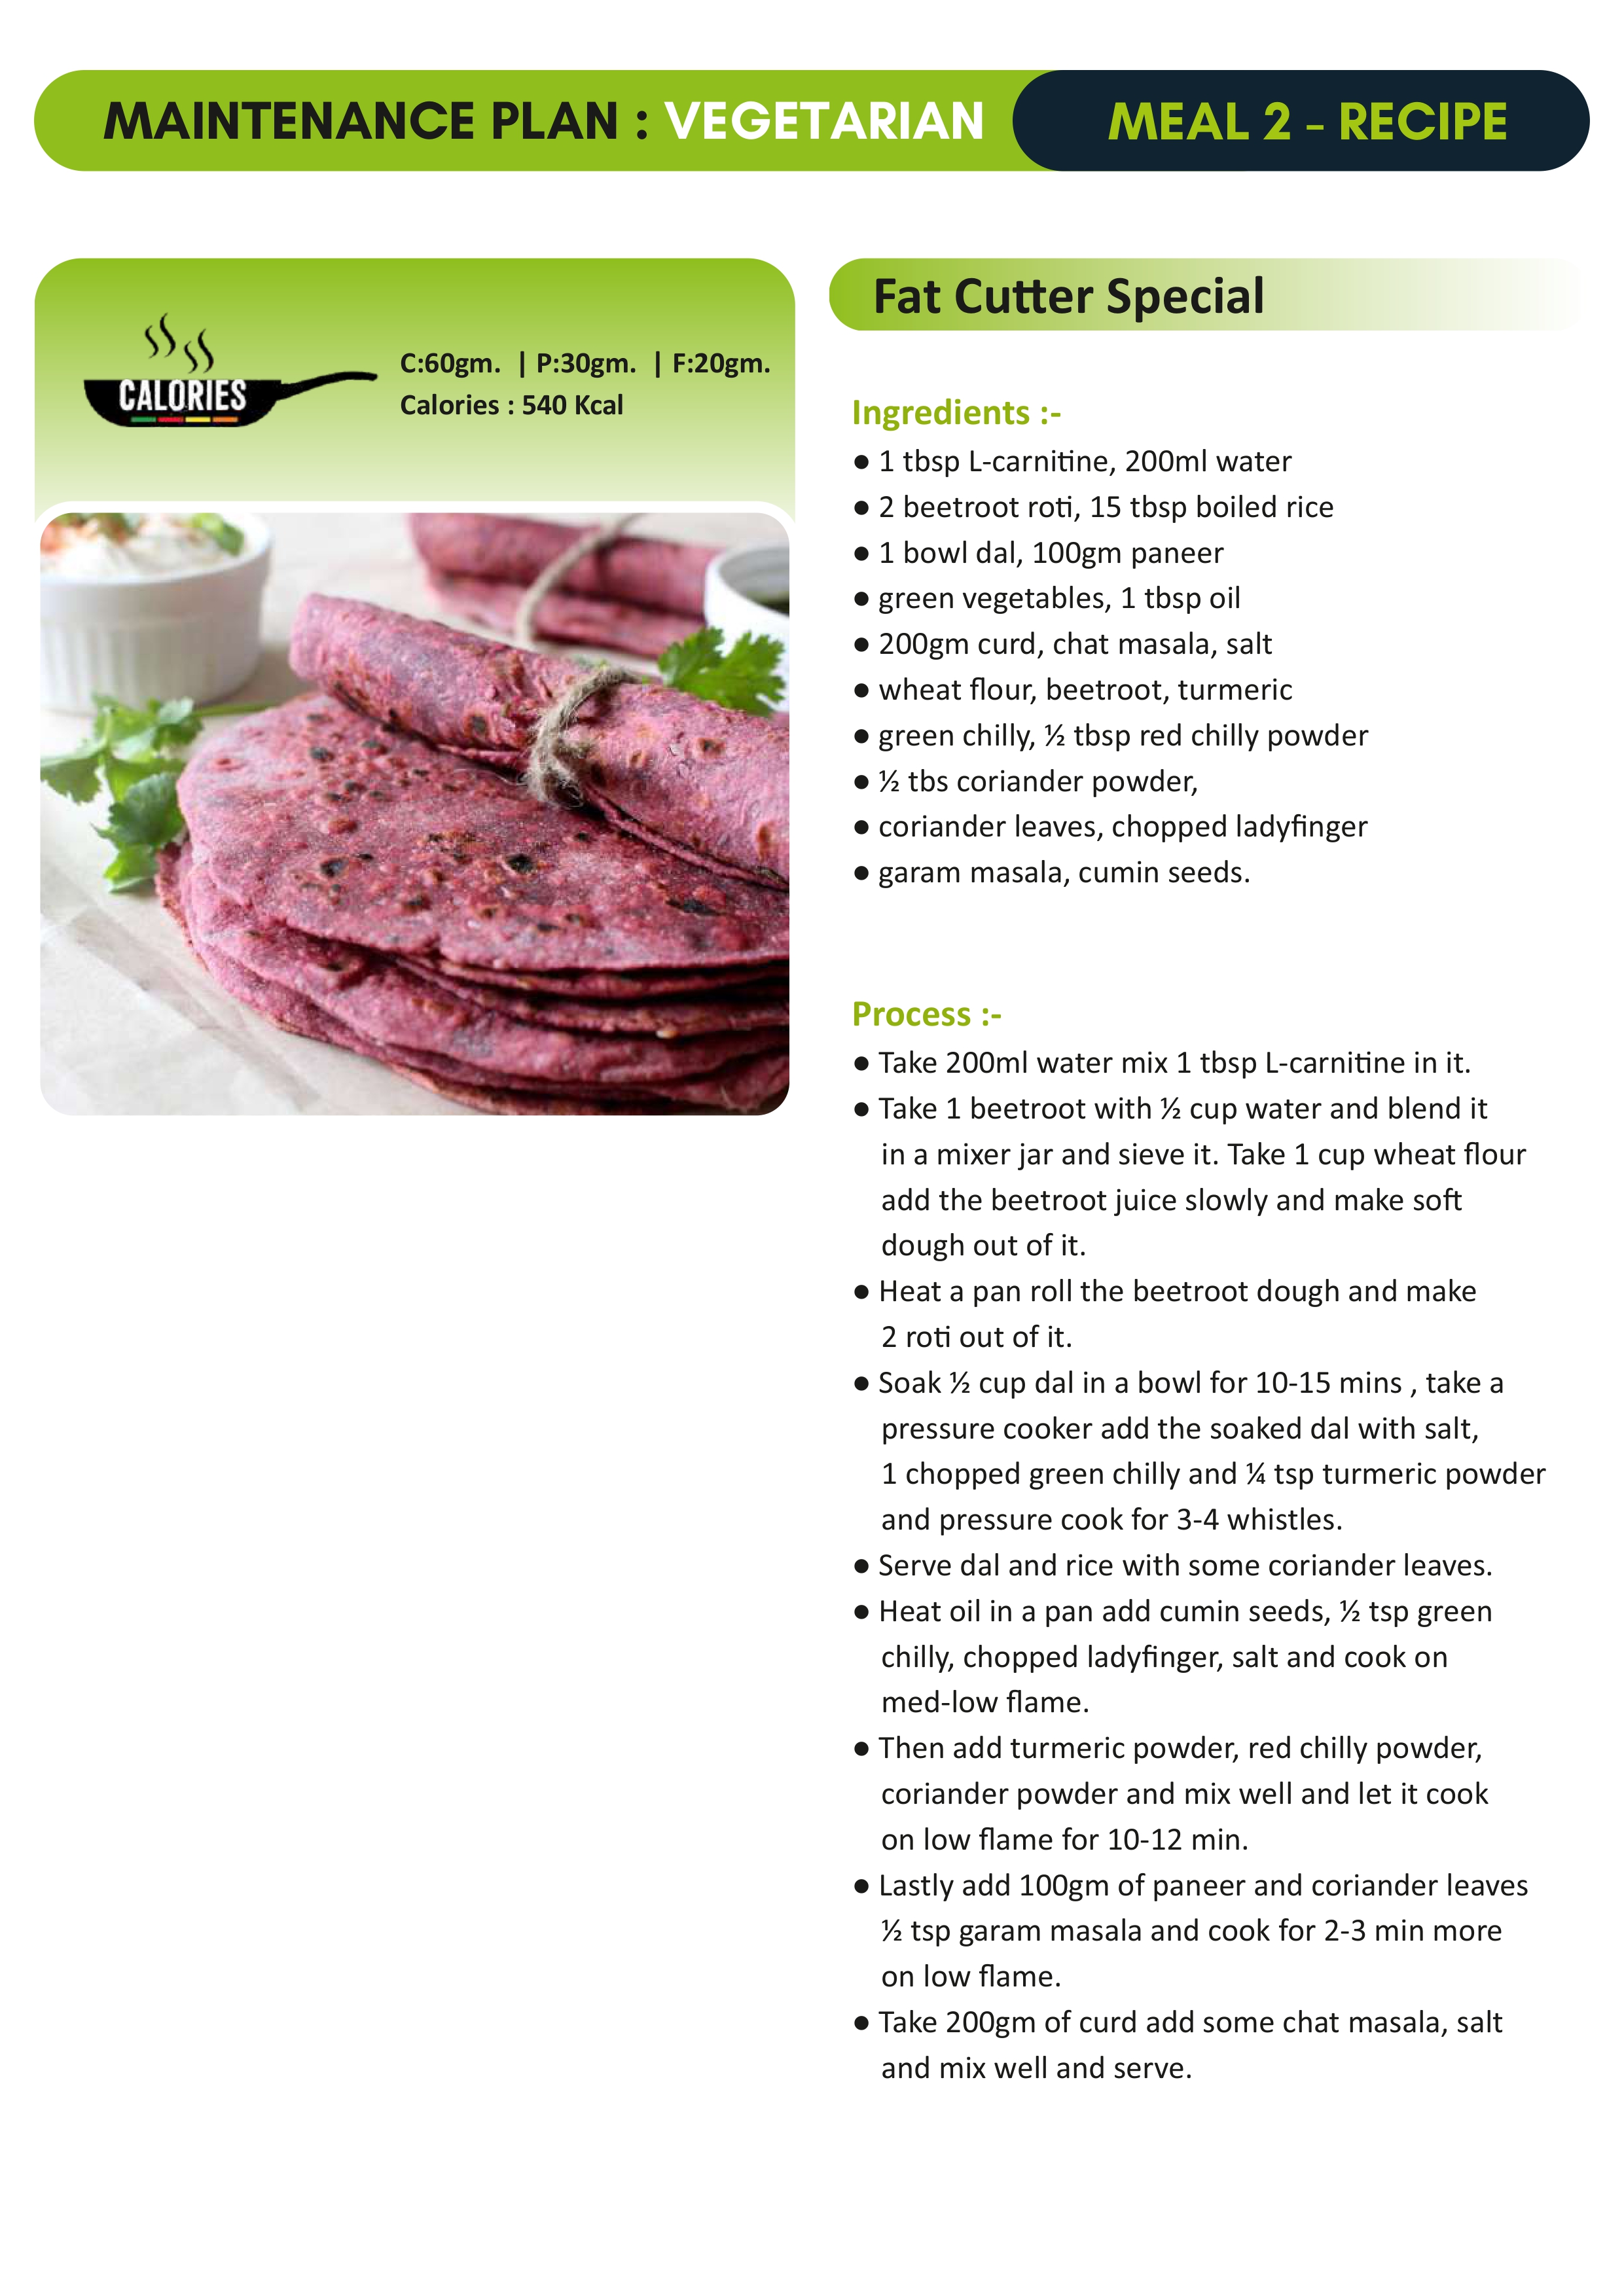 MAINTENANCE PLAN : VEGETARIAN
MEAL 2 - RECIPE
CALORIES
C:60gm. | P:30gm. | F:20gm.
Calories : 540 Kcal
Fat Cutter Special
Ingredients :-
● 1 tbsp L-carnitine, 200ml water
● 2 beetroot roti, 15 tbsp boiled rice
● 1 bowl dal, 100gm paneer
● green vegetables, 1 tbsp oil
● 200gm curd, chat masala, salt
● wheat flour, beetroot, turmeric
● green chilly, ½ tbsp red chilly powder
● ½ tbs coriander powder,
● coriander leaves, chopped ladyfinger
● garam masala, cumin seeds.
Process :-
● Take 200ml water mix 1 tbsp L-carnitine in it.
● Take 1 beetroot with ½ cup water and blend it
in a mixer jar and sieve it. Take 1 cup wheat flour
add the beetroot juice slowly and make soft
dough out of it.
● Heat a pan roll the beetroot dough and make
2 roti out of it.
● Soak ½ cup dal in a bowl for 10-15 mins , take a
pressure cooker add the soaked dal with salt,
1 chopped green chilly and ¼ tsp turmeric powder
and pressure cook for 3-4 whistles.
● Serve dal and rice with some coriander leaves.
● Heat oil in a pan add cumin seeds, ½ tsp green
chilly, chopped ladyfinger, salt and cook on
med-low flame.
● Then add turmeric powder, red chilly powder,
coriander powder and mix well and let it cook
on low flame for 10-12 min.
● Lastly add 100gm of paneer and coriander leaves
½ tsp garam masala and cook for 2-3 min more
on low flame.
● Take 200gm of curd add some chat masala, salt
and mix well and serve.